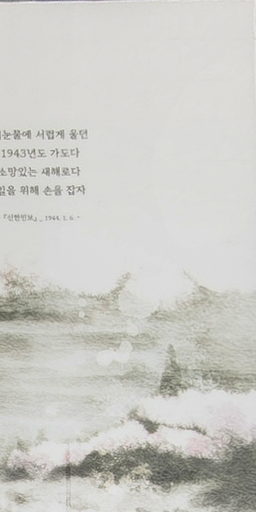 눈물에 서럽게 울던
1943년도 가도다
소망있는 새해로다
일을 위해 손을 잡자
『신한민보』, 1944. 1. 6. -